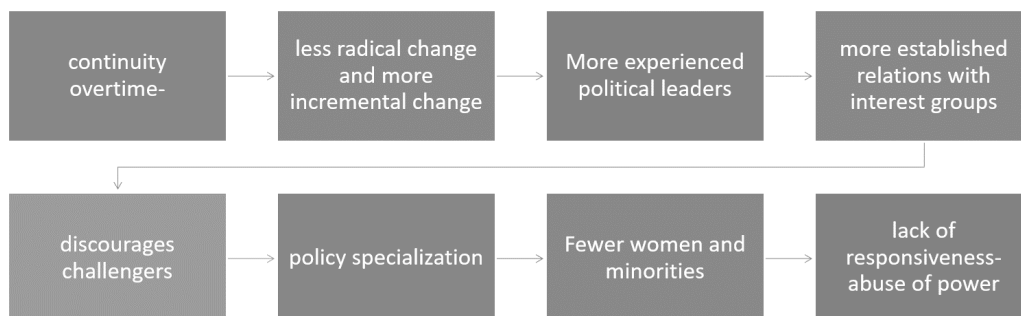 continuity
overtime-
less radical change
and more
incremental change
More experienced
political leaders
more established
relations with
interest groups
discourages
challengers
policy specialization
Fewer women and
minorities
lack of
responsiveness-
abuse of power